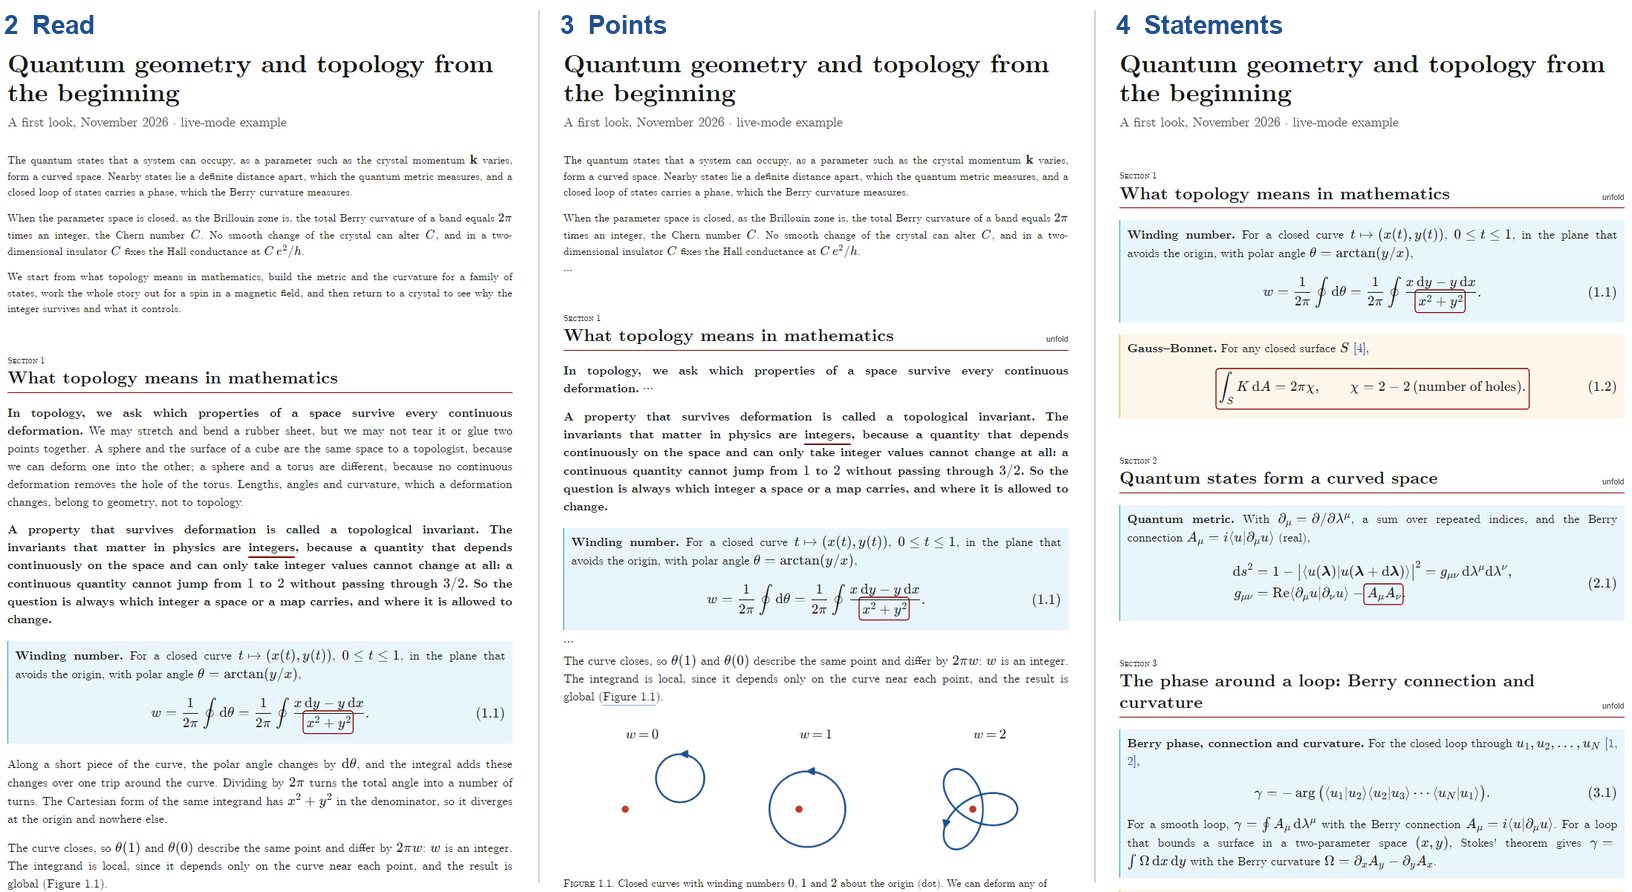 2 Read
Quantum geometry and topology from
the beginning
A first look, November 2026 · live-mode example
The quantum states that a system can occupy, as a parameter such as the crystal momentum k varies,
form a curved space. Nearby states lie a definite distance apart, which the quantum metric measures, and a
closed loop of states carries a phase, which the Berry curvature measures.
When the parameter space is closed, as the Brillouin zone is, the total Berry curvature of a band equals 2π
times an integer, the Chern number C. No smooth change of the crystal can alter C, and in a two-
dimensional insulator C fixes the Hall conductance at C e²/h.
We start from what topology means in mathematics, build the metric and the curvature for a family of
states, work the whole story out for a spin in a magnetic field, and then return to a crystal to see why the
integer survives and what it controls.
Section 1
What topology means in mathematics
In topology, we ask which properties of a space survive every continuous
deformation. We may stretch and bend a rubber sheet, but we may not tear it or glue two
points together. A sphere and the surface of a cube are the same space to a topologist, because
we can deform one into the other; a sphere and a torus are different, because no continuous
deformation removes the hole of the torus. Lengths, angles and curvature, which a deformation
changes, belong to geometry, not to topology.
A property that survives deformation is called a topological invariant. The
invariants that matter in physics are integers, because a quantity that depends
continuously on the space and can only take integer values cannot change at all: a
continuous quantity cannot jump from 1 to 2 without passing through 3/2. So the
question is always which integer a space or a map carries, and where it is allowed to
change.
Winding number. For a closed curve t ↦ (x(t), y(t)), 0 ≤ t ≤ 1, in the plane that
avoids the origin, with polar angle θ = arctan(y/x),
w = 1/2π ∮ dθ = 1/2π ∮ (x dy − y dx)/(x² + y²). (1.1)
Along a short piece of the curve, the polar angle changes by dθ, and the integral adds these
changes over one trip around the curve. Dividing by 2π turns the total angle into a number of
turns. The Cartesian form of the same integrand has x² + y² in the denominator, so it diverges
at the origin and nowhere else.
The curve closes, so θ(1) and θ(0) describe the same point and differ by 2πw: w is an integer.
The integrand is local, since it depends only on the curve near each point, and the result is
global (Figure 1.1).
3 Points
Quantum geometry and topology from
the beginning
A first look, November 2026 · live-mode example
The quantum states that a system can occupy, as a parameter such as the crystal momentum k varies,
form a curved space. Nearby states lie a definite distance apart, which the quantum metric measures, and a
closed loop of states carries a phase, which the Berry curvature measures.
When the parameter space is closed, as the Brillouin zone is, the total Berry curvature of a band equals 2π
times an integer, the Chern number C. No smooth change of the crystal can alter C, and in a two-
dimensional insulator C fixes the Hall conductance at C e²/h.
...
Section 1
What topology means in mathematics unfold
In topology, we ask which properties of a space survive every continuous
deformation. ···
A property that survives deformation is called a topological invariant. The
invariants that matter in physics are integers, because a quantity that depends
continuously on the space and can only take integer values cannot change at all: a
continuous quantity cannot jump from 1 to 2 without passing through 3/2. So the
question is always which integer a space or a map carries, and where it is allowed to
change.
Winding number. For a closed curve t ↦ (x(t), y(t)), 0 ≤ t ≤ 1, in the plane that
avoids the origin, with polar angle θ = arctan(y/x),
w = 1/2π ∮ dθ = 1/2π ∮ (x dy − y dx)/(x² + y²). (1.1)
...
The curve closes, so θ(1) and θ(0) describe the same point and differ by 2πw: w is an integer.
The integrand is local, since it depends only on the curve near each point, and the result is
global (Figure 1.1).
w = 0 w = 1 w = 2
Figure 1.1. Closed curves with winding numbers 0, 1 and 2 about the origin (dot). We can deform any of
4 Statements
Quantum geometry and topology from
the beginning
A first look, November 2026 · live-mode example
Section 1
What topology means in mathematics unfold
Winding number. For a closed curve t ↦ (x(t), y(t)), 0 ≤ t ≤ 1, in the plane that
avoids the origin, with polar angle θ = arctan(y/x),
w = 1/2π ∮ dθ = 1/2π ∮ (x dy − y dx)/(x² + y²). (1.1)
Gauss–Bonnet. For any closed surface S [4],
∫_S K dA = 2πχ, χ = 2 − 2 (number of holes). (1.2)
Section 2
Quantum states form a curved space unfold
Quantum metric. With ∂_μ = ∂/∂λ^μ, a sum over repeated indices, and the Berry
connection A_μ = i⟨u|∂_μu⟩ (real),
ds² = 1 − |⟨u(λ)|u(λ + dλ)⟩|² = g_μν dλ^μ dλ^ν,
g_μν = Re⟨∂_μu|∂_νu⟩ − A_μA_ν. (2.1)
Section 3
The phase around a loop: Berry connection and
curvature unfold
Berry phase, connection and curvature. For the closed loop through u₁, u₂, . . . , u_N [1,
2],
γ = − arg (⟨u₁|u₂⟩⟨u₂|u₃⟩ ··· ⟨u_N|u₁⟩). (3.1)
For a smooth loop, γ = ∮ A_μ dλ^μ with the Berry connection A_μ = i⟨u|∂_μu⟩. For a loop
that bounds a surface in a two-parameter space (x, y), Stokes' theorem gives γ =
∫ Ω dx dy with the Berry curvature Ω = ∂_xA_y − ∂_yA_x.